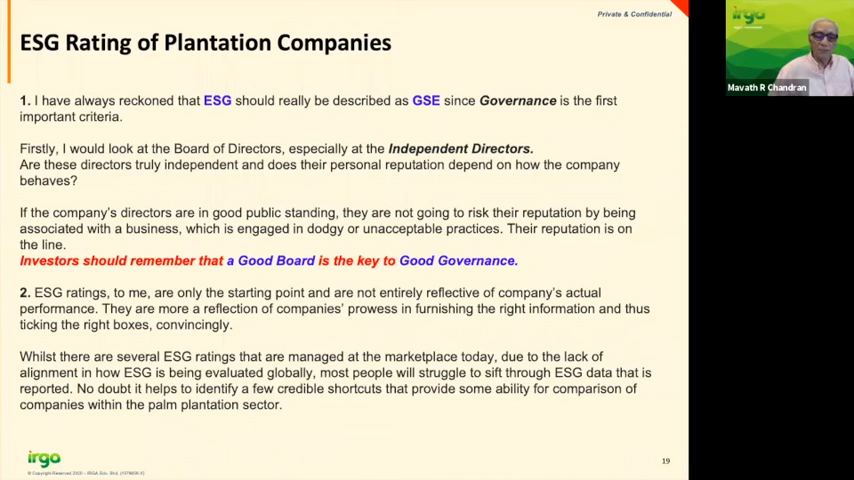 Private & Confidential
ESG Rating of Plantation Companies
1. I have always reckoned that ESG should really be described as GSE since Governance is the first
important criteria.
Firstly, I would look at the Board of Directors, especially at the Independent Directors.
Are these directors truly independent and does their personal reputation depend on how the company
behaves?
If the company's directors are in good public standing, they are not going to risk their reputation by being
associated with a business, which is engaged in dodgy or unacceptable practices. Their reputation is on
the line.
Investors should remember that a Good Board is the key to Good Governance.
2. ESG ratings, to me, are only the starting point and are not entirely reflective of company's actual
performance. They are more a reflection of companies' prowess in furnishing the right information and thus
ticking the right boxes, convincingly.
Whilst there are several ESG ratings that are managed at the marketplace today, due to the lack of
alignment in how ESG is being evaluated globally, most people will struggle to sift through ESG data that is
reported. No doubt it helps to identify a few credible shortcuts that provide some ability for comparison of
companies within the palm plantation sector.
irga
19
irga
Mavath R Chandran